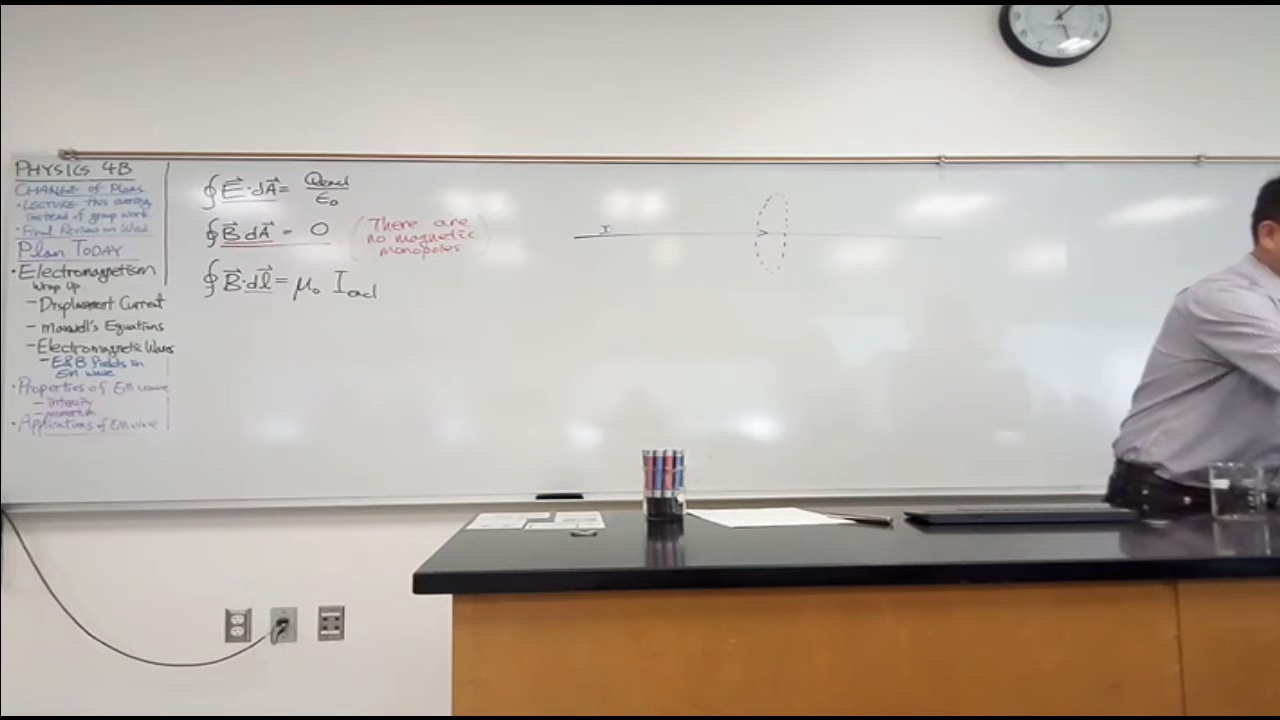 PHYSICS 4B
CHANGE of Plans
• LECTURE this evening
instead of group work
• Final Review on Wed.
Plan TODAY
• Electromagnetism
Wrap Up
- Displacement Current
- Maxwell's Equations
- Electromagnetic Waves
- E&B fields in
EM wave
• Properties of EM wave
- Intensity
- momentum
• Applications of EM wave
∮ E⃗·dA⃗ = Qencl / ε₀
∮ B⃗·dA⃗ = 0 (There are
no magnetic
monopoles)
∮ B⃗·dl⃗ = μ₀ Iencl
I